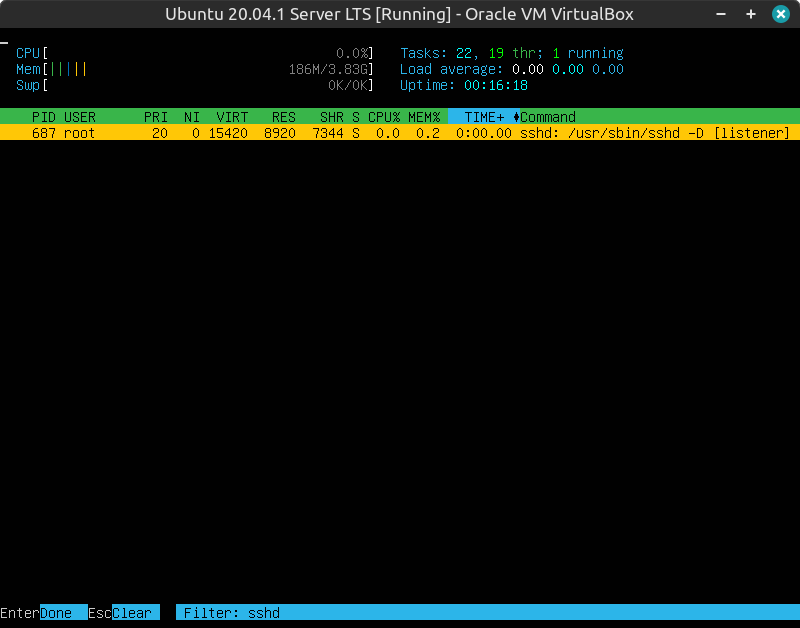 Ubuntu 20.04.1 Server LTS [Running] - Oracle VM VirtualBox
CPU[ 0.0%] Tasks: 22, 19 thr; 1 running
Mem[||||| 186M/3.83G] Load average: 0.00 0.00 0.00
Swp[ 0K/0K] Uptime: 00:16:18
PID USER PRI NI VIRT RES SHR S CPU% MEM% TIME+ Command
687 root 20 0 15420 8920 7344 S 0.0 0.2 0:00.00 sshd: /usr/sbin/sshd -D [listener]
EnterDone EscClear Filter: sshd